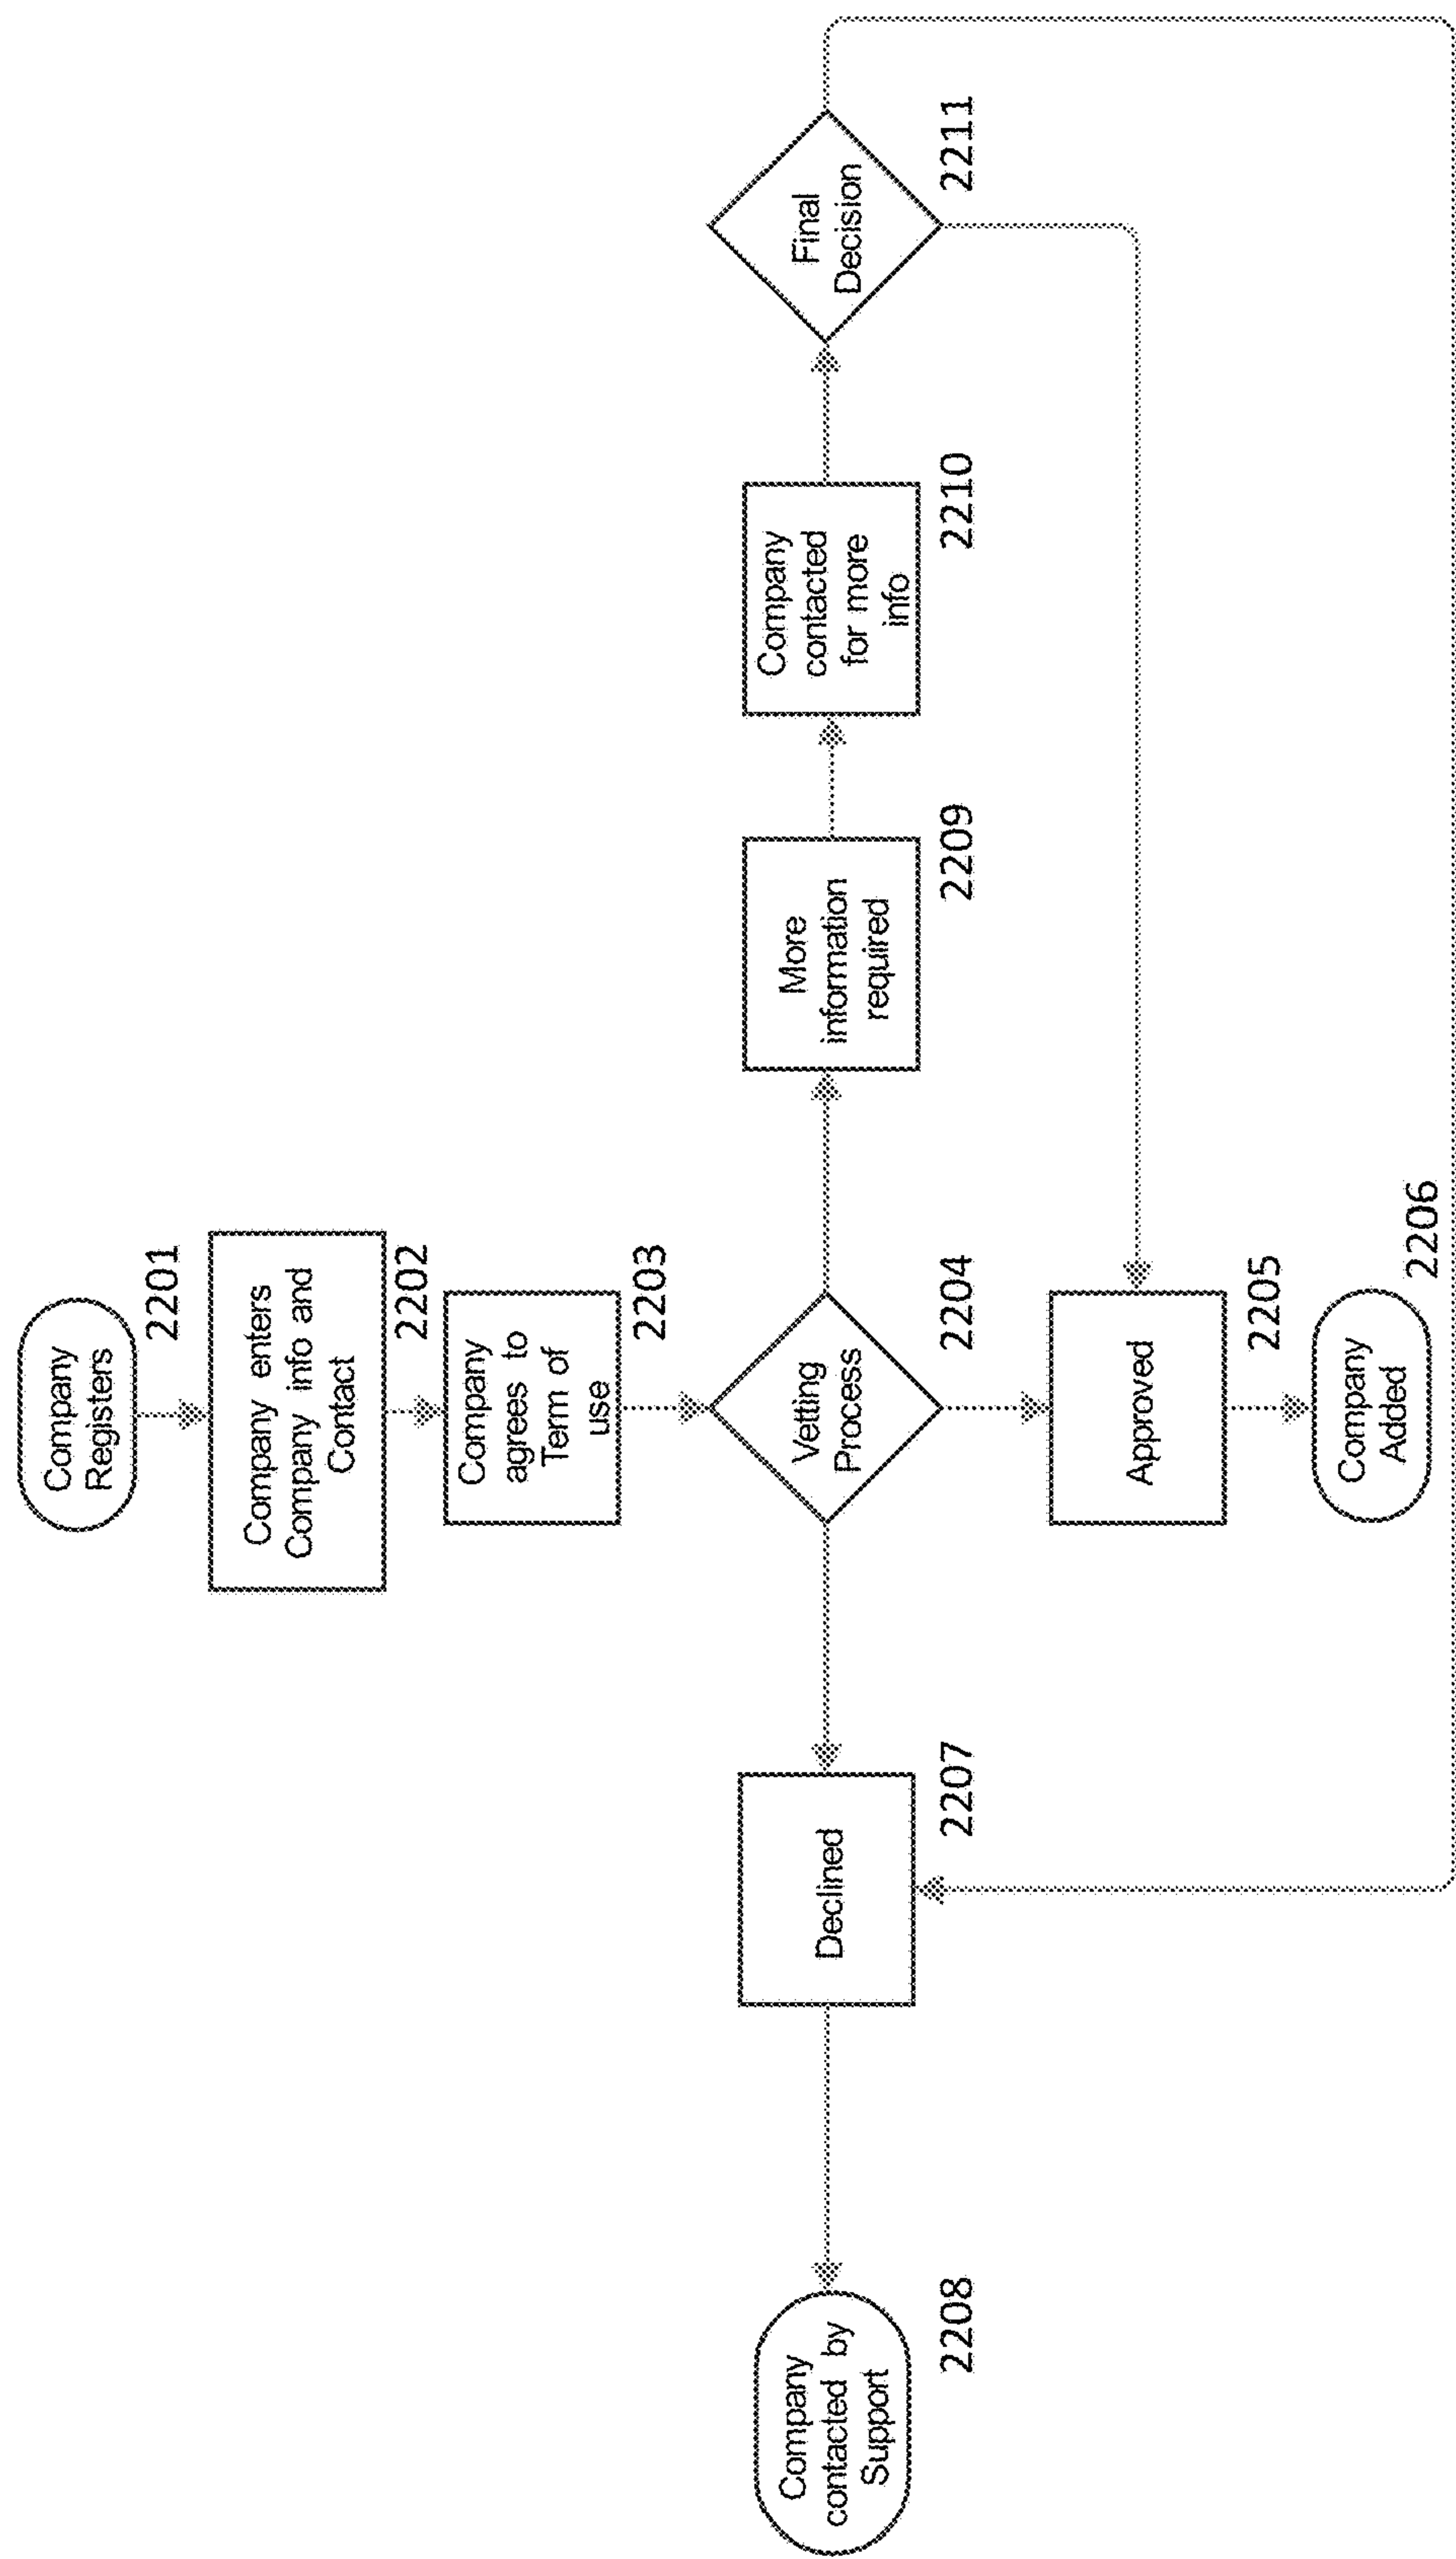 Company
Registers
2201
Company enters
Company info and
Contact
2202
Company
agrees to
Term of
use
2203
Vetting
Process
2204
Approved
2205
Company
Added
2206
Declined
2207
Company
contacted by
Support
2208
More
information
required
2209
Company
contacted
for more
info
2210
Final
Decision
2211